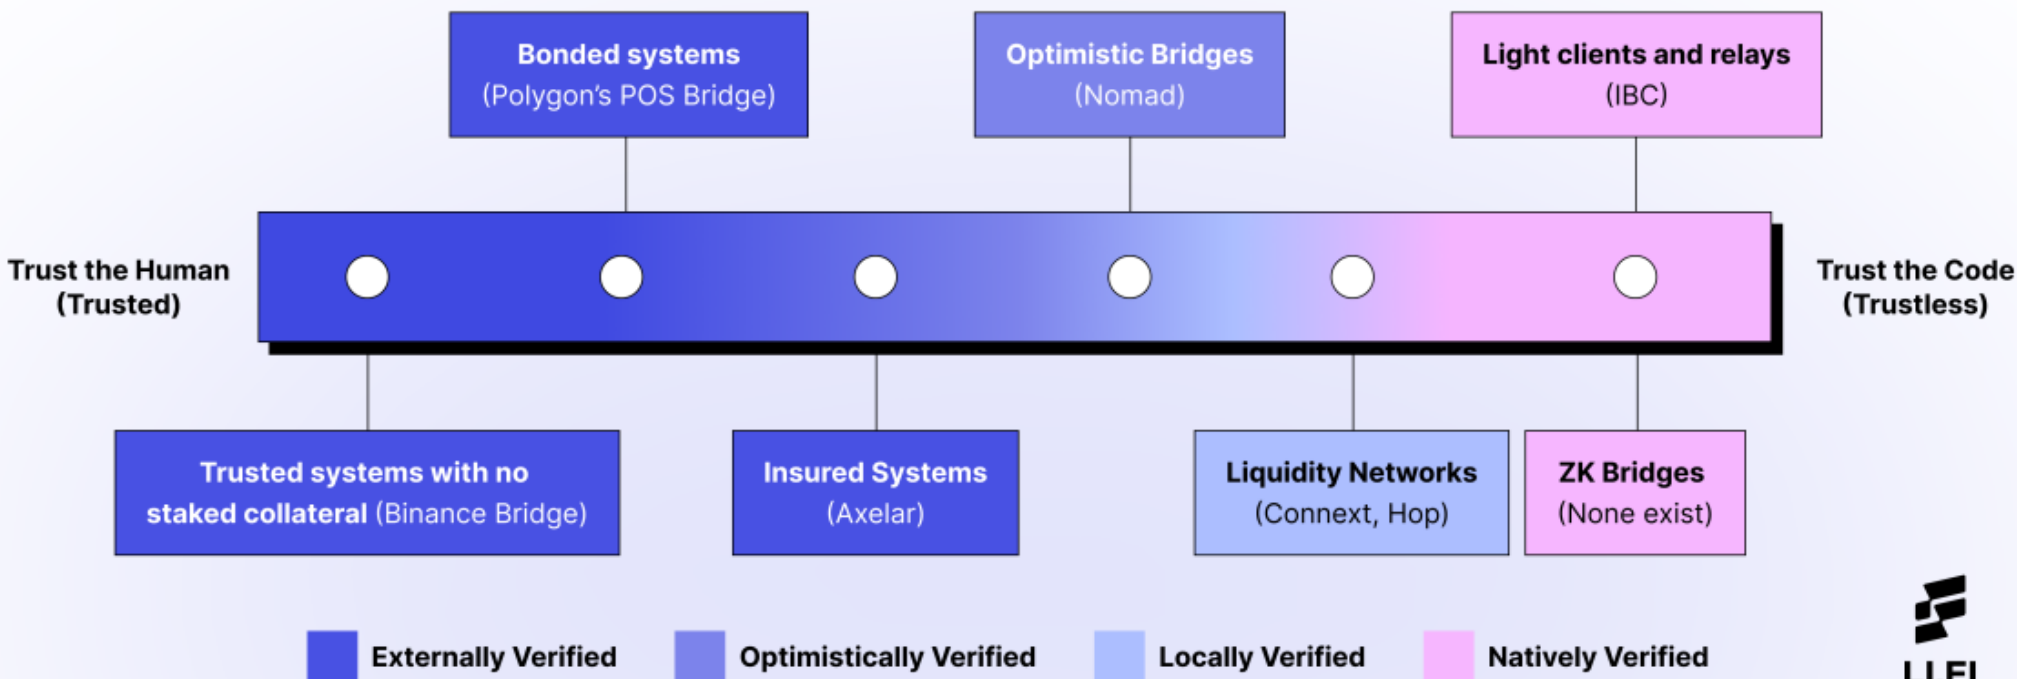 Bonded systems
(Polygon's POS Bridge)
Optimistic Bridges
(Nomad)
Light clients and relays
(IBC)
Trust the Human
(Trusted)
Trust the Code
(Trustless)
Trusted systems with no
staked collateral (Binance Bridge)
Insured Systems
(Axelar)
Liquidity Networks
(Connext, Hop)
ZK Bridges
(None exist)
Externally Verified
Optimistically Verified
Locally Verified
Natively Verified